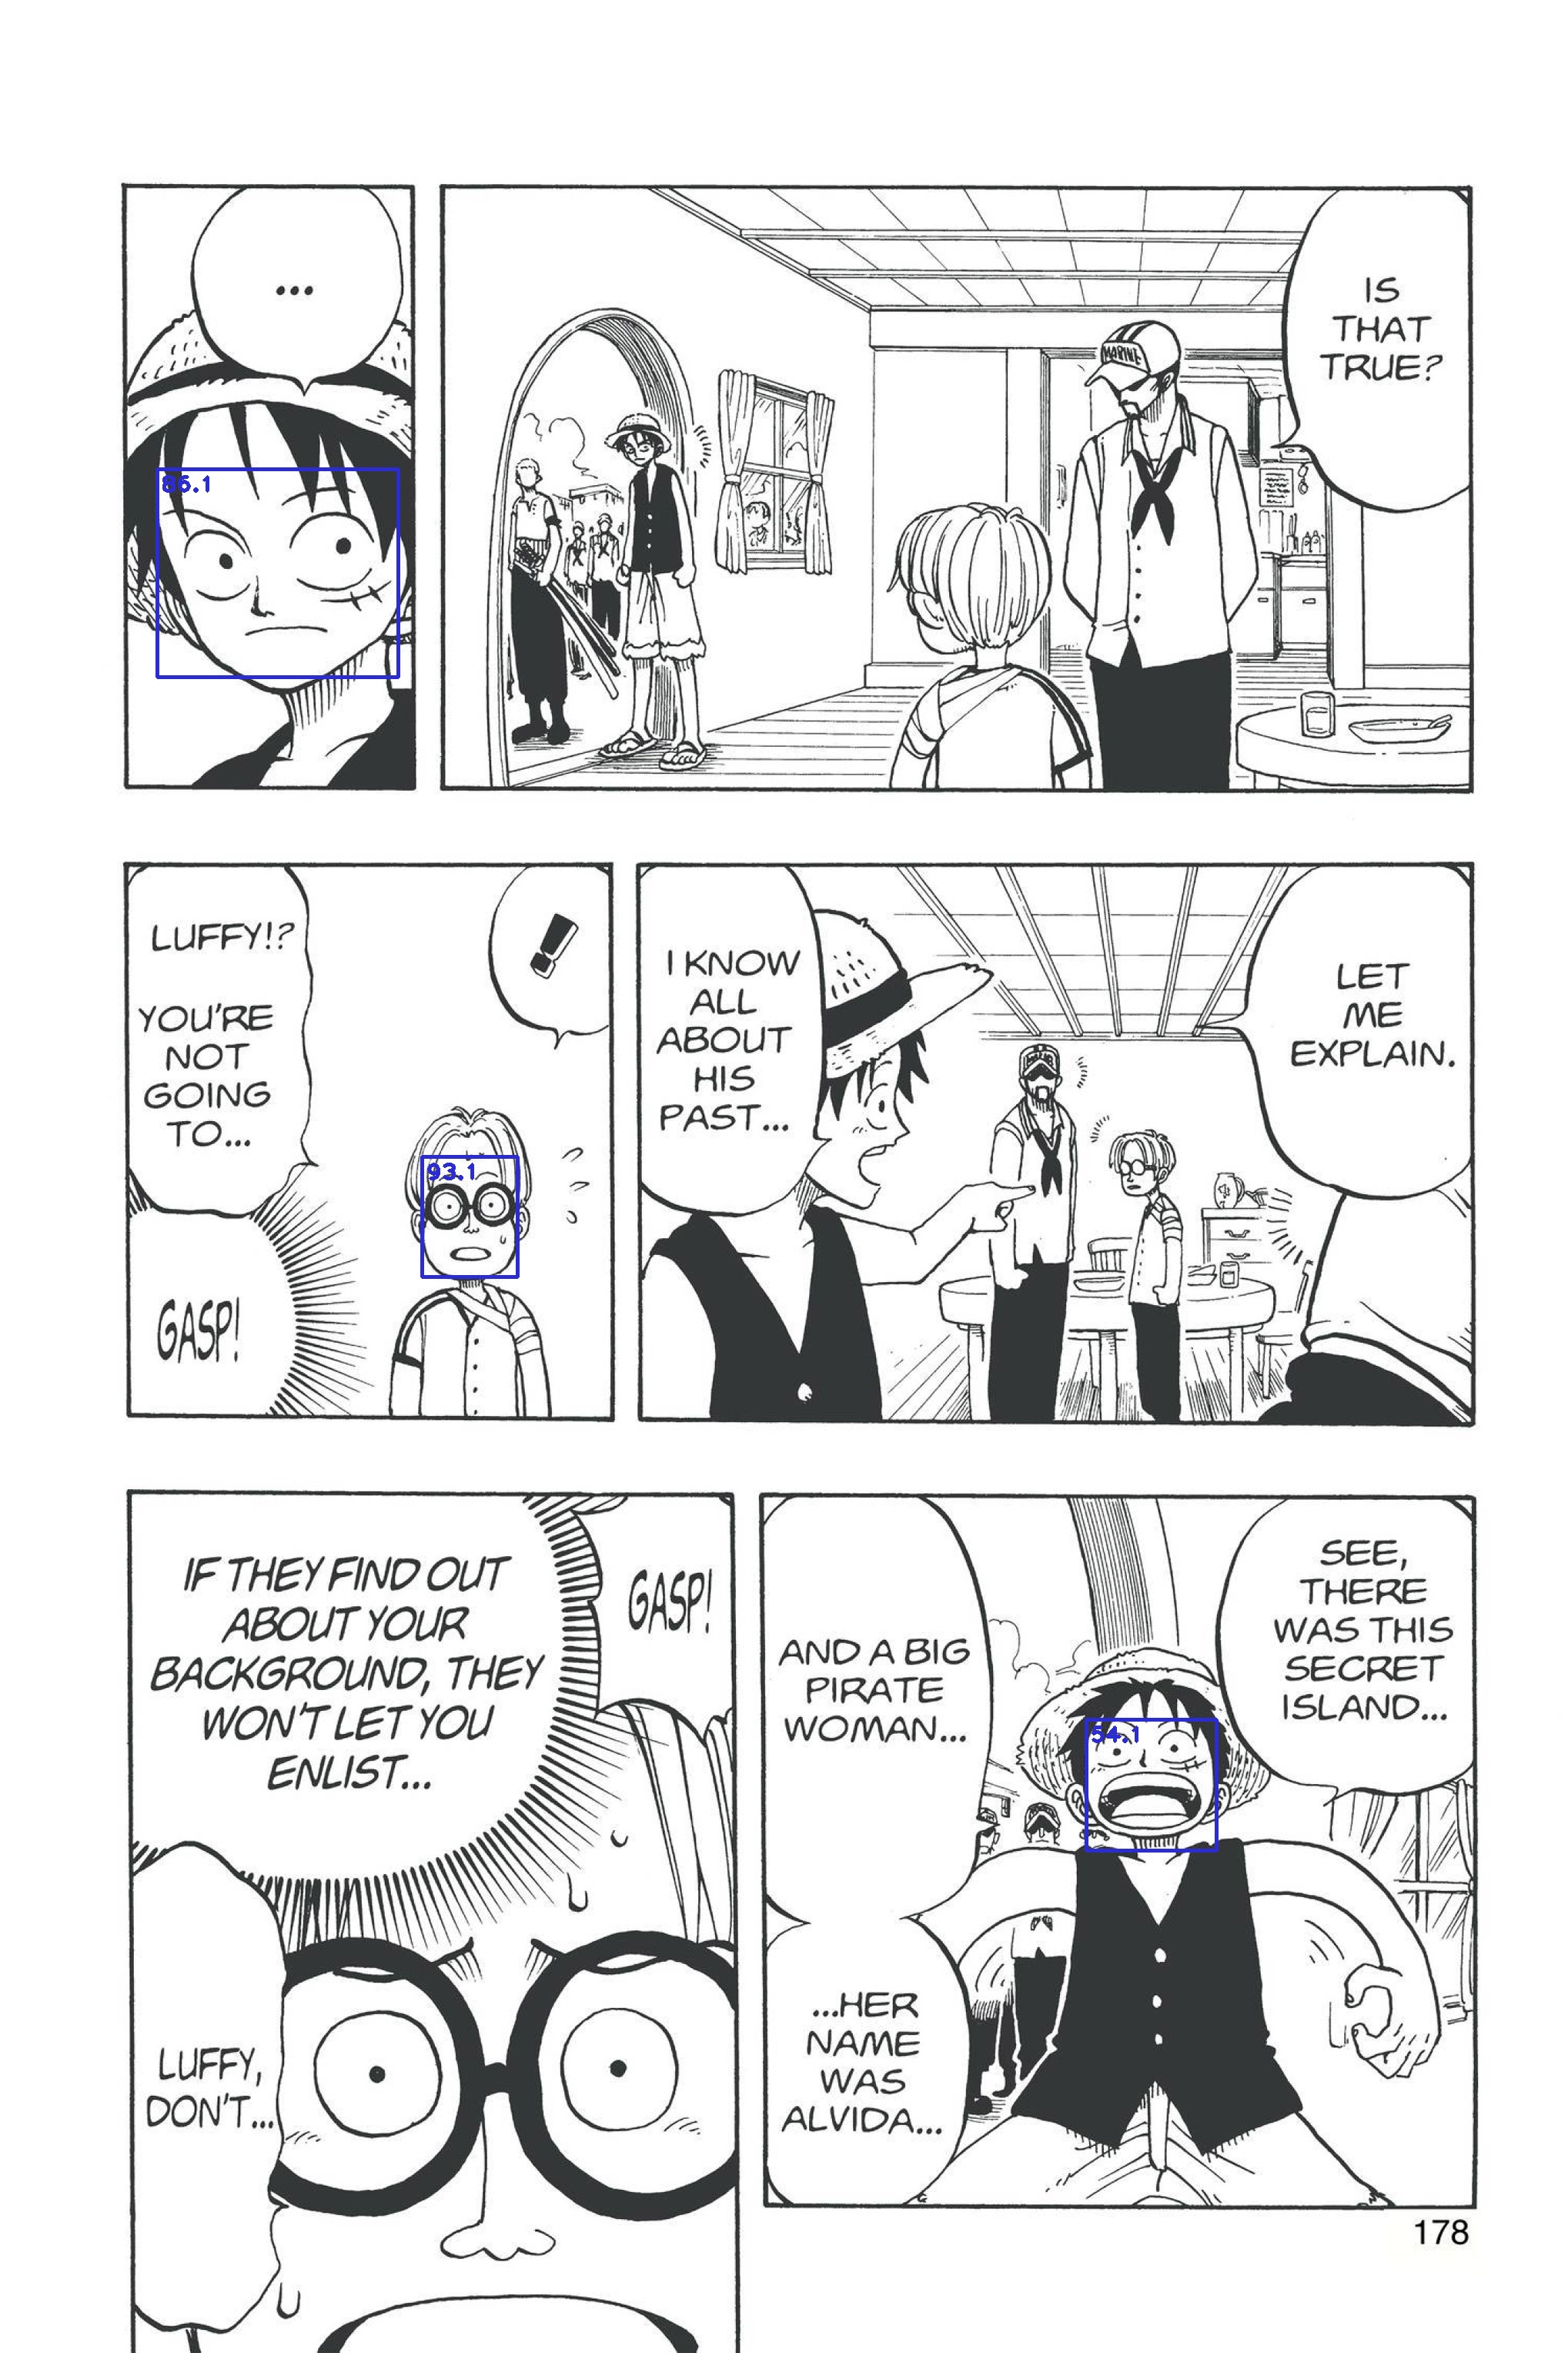 IS
THAT
TRUE?
MARINE
...
86.1
LET
ME
EXPLAIN.
I KNOW
ALL
ABOUT
HIS
PAST...
!
LUFFY!?
YOU'RE
NOT
GOING
TO...
GASP!
93.1
SEE,
THERE
WAS THIS
SECRET
ISLAND...
AND A BIG
PIRATE
WOMAN...
54.1
...HER
NAME
WAS
ALVIDA...
GASP!
IF THEY FIND OUT
ABOUT YOUR
BACKGROUND, THEY
WON'T LET YOU
ENLIST...
LUFFY,
DON'T...
178